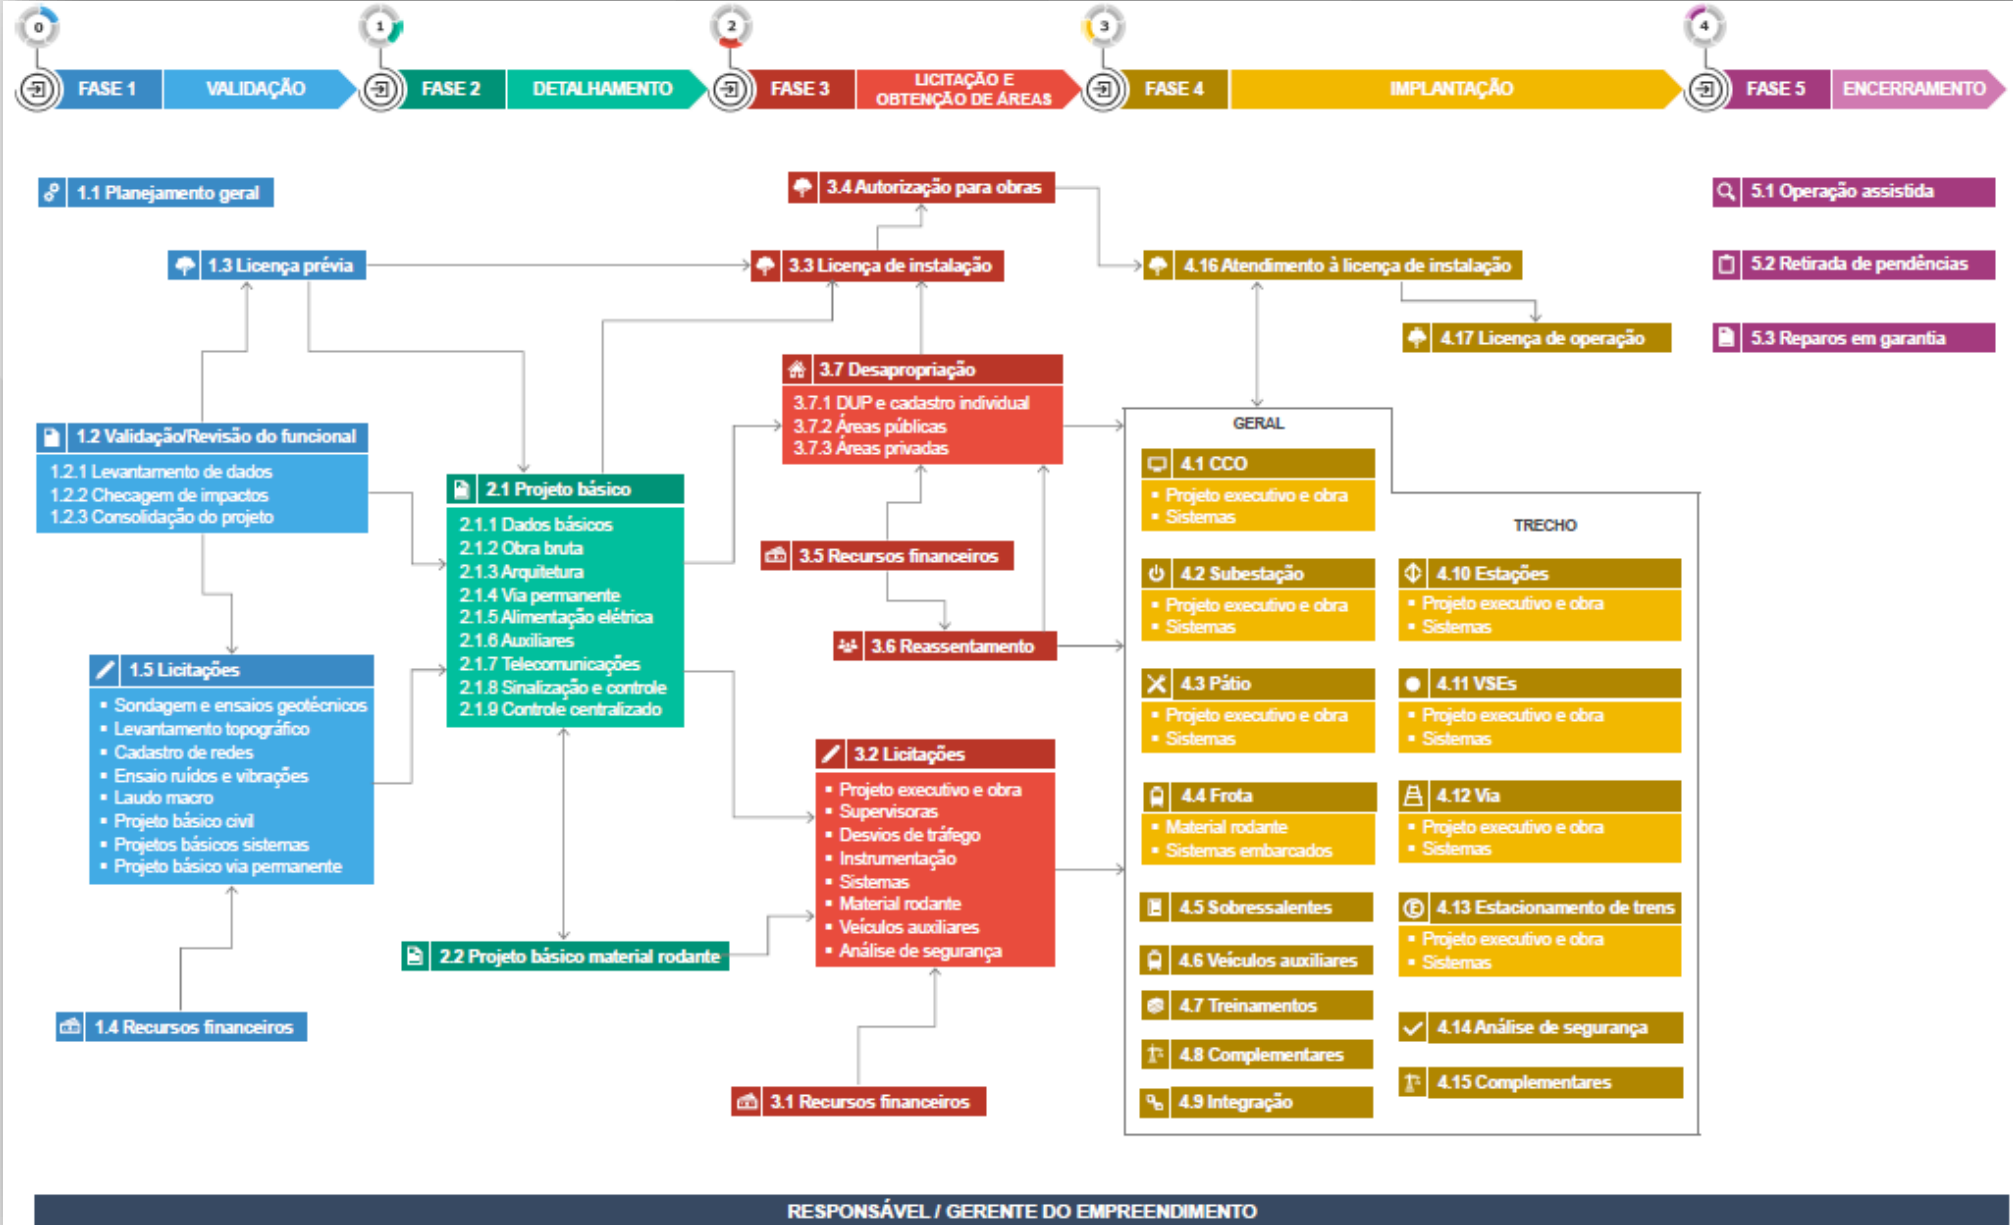 0
1
2
3
4
FASE 1
VALIDAÇÃO
FASE 2
DETALHAMENTO
FASE 3
LICITAÇÃO E
OBTENÇÃO DE ÁREAS
FASE 4
IMPLANTAÇÃO
FASE 5
ENCERRAMENTO
1.1 Planejamento geral
1.3 Licença prévia
1.2 Validação/Revisão do funcional
1.2.1 Levantamento de dados
1.2.2 Checagem de impactos
1.2.3 Consolidação do projeto
1.5 Licitações
▪ Sondagem e ensaios geotécnicos
▪ Levantamento topográfico
▪ Cadastro de redes
▪ Ensaio ruídos e vibrações
▪ Laudo macro
▪ Projeto básico civil
▪ Projetos básicos sistemas
▪ Projeto básico via permanente
1.4 Recursos financeiros
2.1 Projeto básico
2.1.1 Dados básicos
2.1.2 Obra bruta
2.1.3 Arquitetura
2.1.4 Via permanente
2.1.5 Alimentação elétrica
2.1.6 Auxiliares
2.1.7 Telecomunicações
2.1.8 Sinalização e controle
2.1.9 Controle centralizado
2.2 Projeto básico material rodante
3.4 Autorização para obras
3.3 Licença de instalação
3.7 Desapropriação
3.7.1 DUP e cadastro individual
3.7.2 Áreas públicas
3.7.3 Áreas privadas
3.5 Recursos financeiros
3.6 Reassentamento
3.2 Licitações
▪ Projeto executivo e obra
▪ Supervisoras
▪ Desvios de tráfego
▪ Instrumentação
▪ Sistemas
▪ Material rodante
▪ Veículos auxiliares
▪ Análise de segurança
3.1 Recursos financeiros
4.16 Atendimento à licença de instalação
4.17 Licença de operação
GERAL
4.1 CCO
▪ Projeto executivo e obra
▪ Sistemas
4.2 Subestação
▪ Projeto executivo e obra
▪ Sistemas
4.3 Pátio
▪ Projeto executivo e obra
▪ Sistemas
4.4 Frota
▪ Material rodante
▪ Sistemas embarcados
4.5 Sobressalentes
4.6 Veículos auxiliares
4.7 Treinamentos
4.8 Complementares
4.9 Integração
TRECHO
4.10 Estações
▪ Projeto executivo e obra
▪ Sistemas
4.11 VSEs
▪ Projeto executivo e obra
▪ Sistemas
4.12 Via
▪ Projeto executivo e obra
▪ Sistemas
E
4.13 Estacionamento de trens
▪ Projeto executivo e obra
▪ Sistemas
4.14 Análise de segurança
4.15 Complementares
5.1 Operação assistida
5.2 Retirada de pendências
5.3 Reparos em garantia
RESPONSÁVEL / GERENTE DO EMPREENDIMENTO